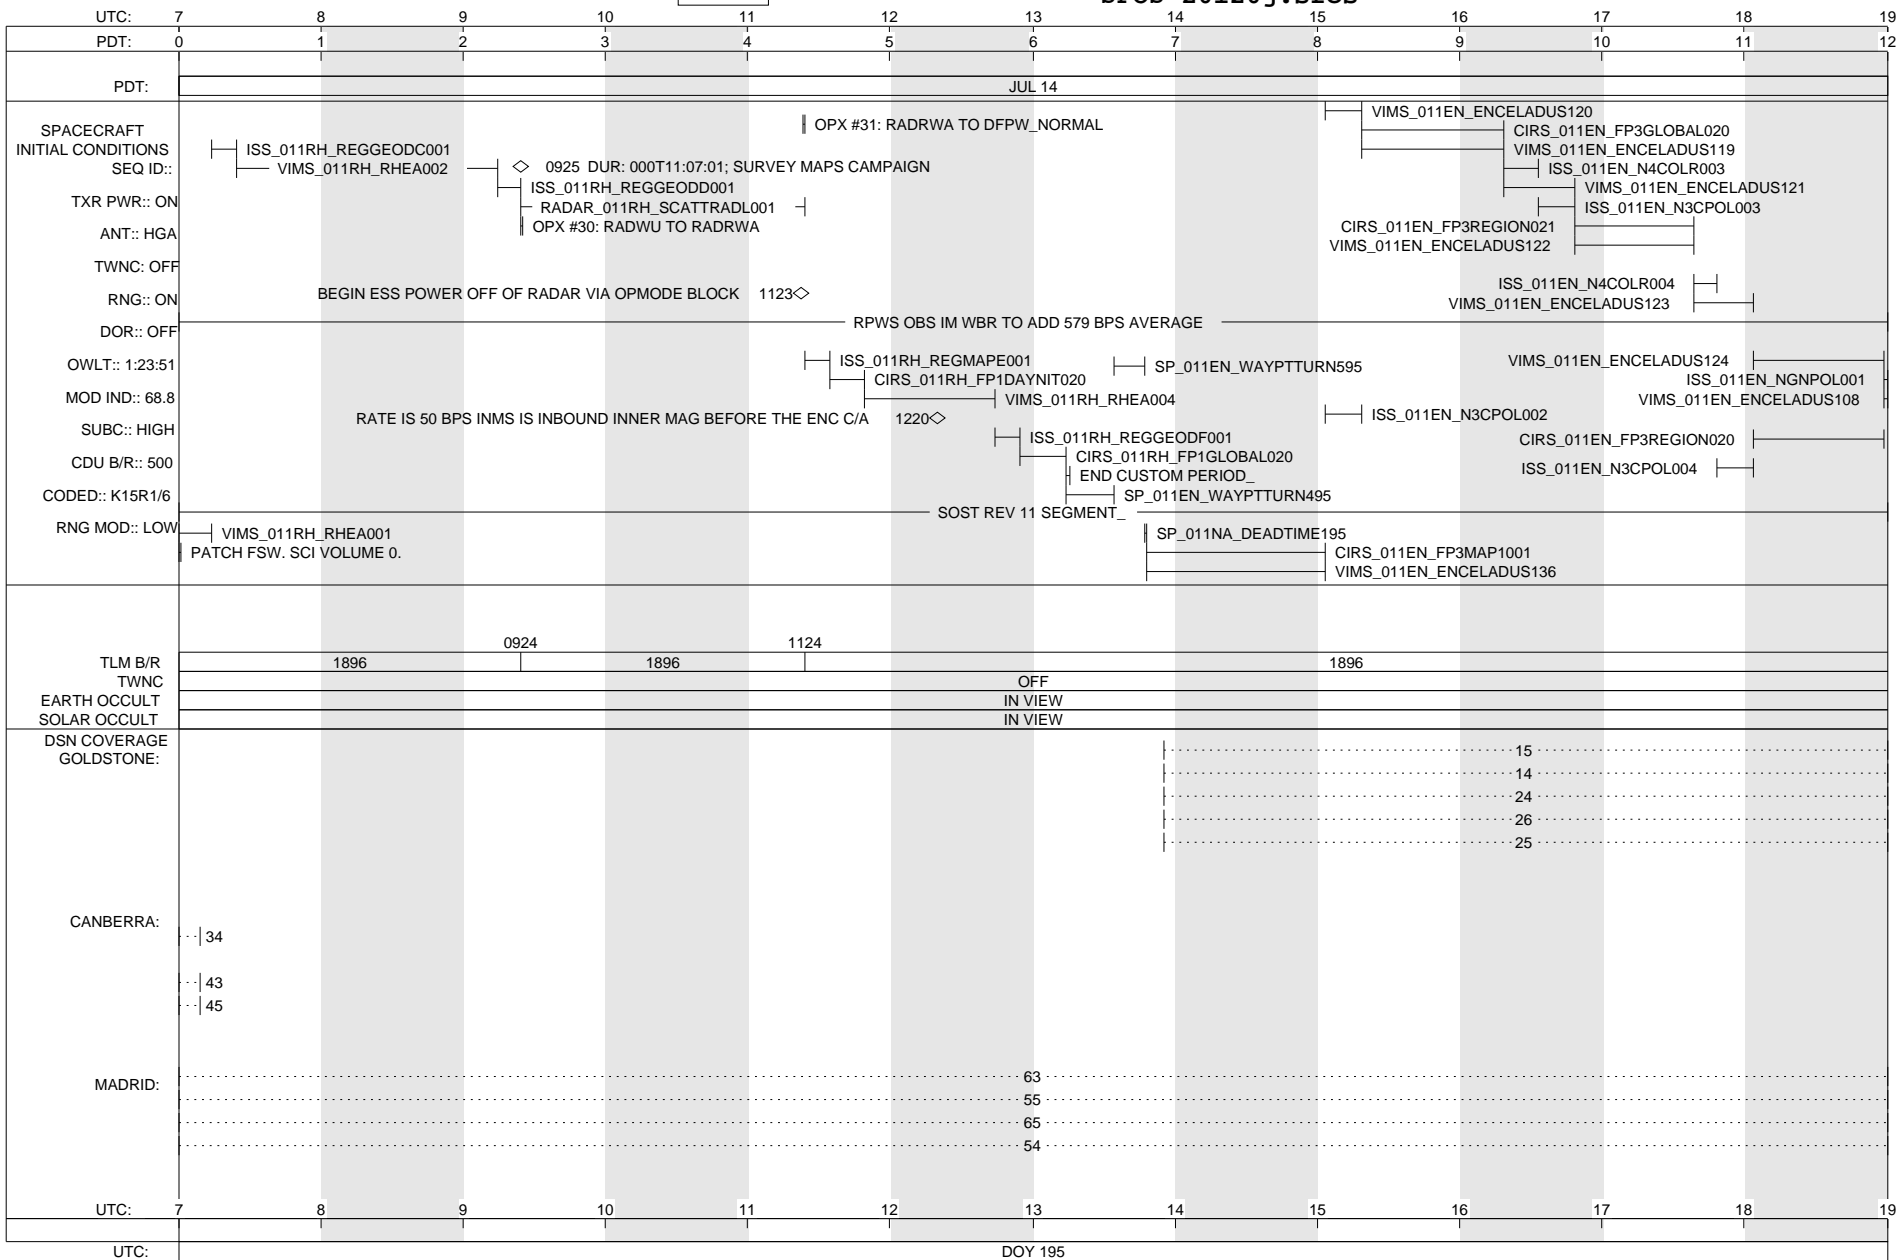 UTC: 7 8 9 10 11 12 13 14 15 16 17 18 19
PDT: 0 1 2 3 4 5 6 7 8 9 10 11 12
PDT: JUL 14
SPACECRAFT
INITIAL CONDITIONS
SEQ ID::
TXR PWR:: ON
ANT:: HGA
TWNC: OFF
RNG:: ON
DOR:: OFF
OWLT:: 1:23:51
MOD IND:: 68.8
SUBC:: HIGH
CDU B/R:: 500
CODED:: K15R1/6
RNG MOD:: LOW
VIMS_011EN_ENCELADUS120
OPX #31: RADRWA TO DFPW_NORMAL
CIRS_011EN_FP3GLOBAL020
ISS_011RH_REGGEODC001
VIMS_011EN_ENCELADUS119
VIMS_011RH_RHEA002
0925 DUR: 000T11:07:01; SURVEY MAPS CAMPAIGN
ISS_011EN_N4COLR003
ISS_011RH_REGGEODD001
VIMS_011EN_ENCELADUS121
RADAR_011RH_SCATTRADL001
ISS_011EN_N3CPOL003
OPX #30: RADWU TO RADRWA
CIRS_011EN_FP3REGION021
VIMS_011EN_ENCELADUS122
ISS_011EN_N4COLR004
BEGIN ESS POWER OFF OF RADAR VIA OPMODE BLOCK 1123
VIMS_011EN_ENCELADUS123
RPWS OBS IM WBR TO ADD 579 BPS AVERAGE
ISS_011RH_REGMAPE001
SP_011EN_WAYPTTURN595
VIMS_011EN_ENCELADUS124
CIRS_011RH_FP1DAYNIT020
ISS_011EN_NGNPOL001
VIMS_011RH_RHEA004
VIMS_011EN_ENCELADUS108
RATE IS 50 BPS INMS IS INBOUND INNER MAG BEFORE THE ENC C/A 1220
ISS_011EN_N3CPOL002
ISS_011RH_REGGEODF001
CIRS_011EN_FP3REGION020
CIRS_011RH_FP1GLOBAL020
ISS_011EN_N3CPOL004
END CUSTOM PERIOD_
SP_011EN_WAYPTTURN495
SOST REV 11 SEGMENT_
VIMS_011RH_RHEA001
SP_011NA_DEADTIME195
PATCH FSW. SCI VOLUME 0.
CIRS_011EN_FP3MAP1001
VIMS_011EN_ENCELADUS136
0924 1124
TLM B/R 1896 1896 1896
TWNC OFF
EARTH OCCULT IN VIEW
SOLAR OCCULT IN VIEW
DSN COVERAGE
GOLDSTONE:
15
14
24
26
25
CANBERRA:
34
43
45
MADRID:
63
55
65
54
UTC: 7 8 9 10 11 12 13 14 15 16 17 18 19
UTC: DOY 195